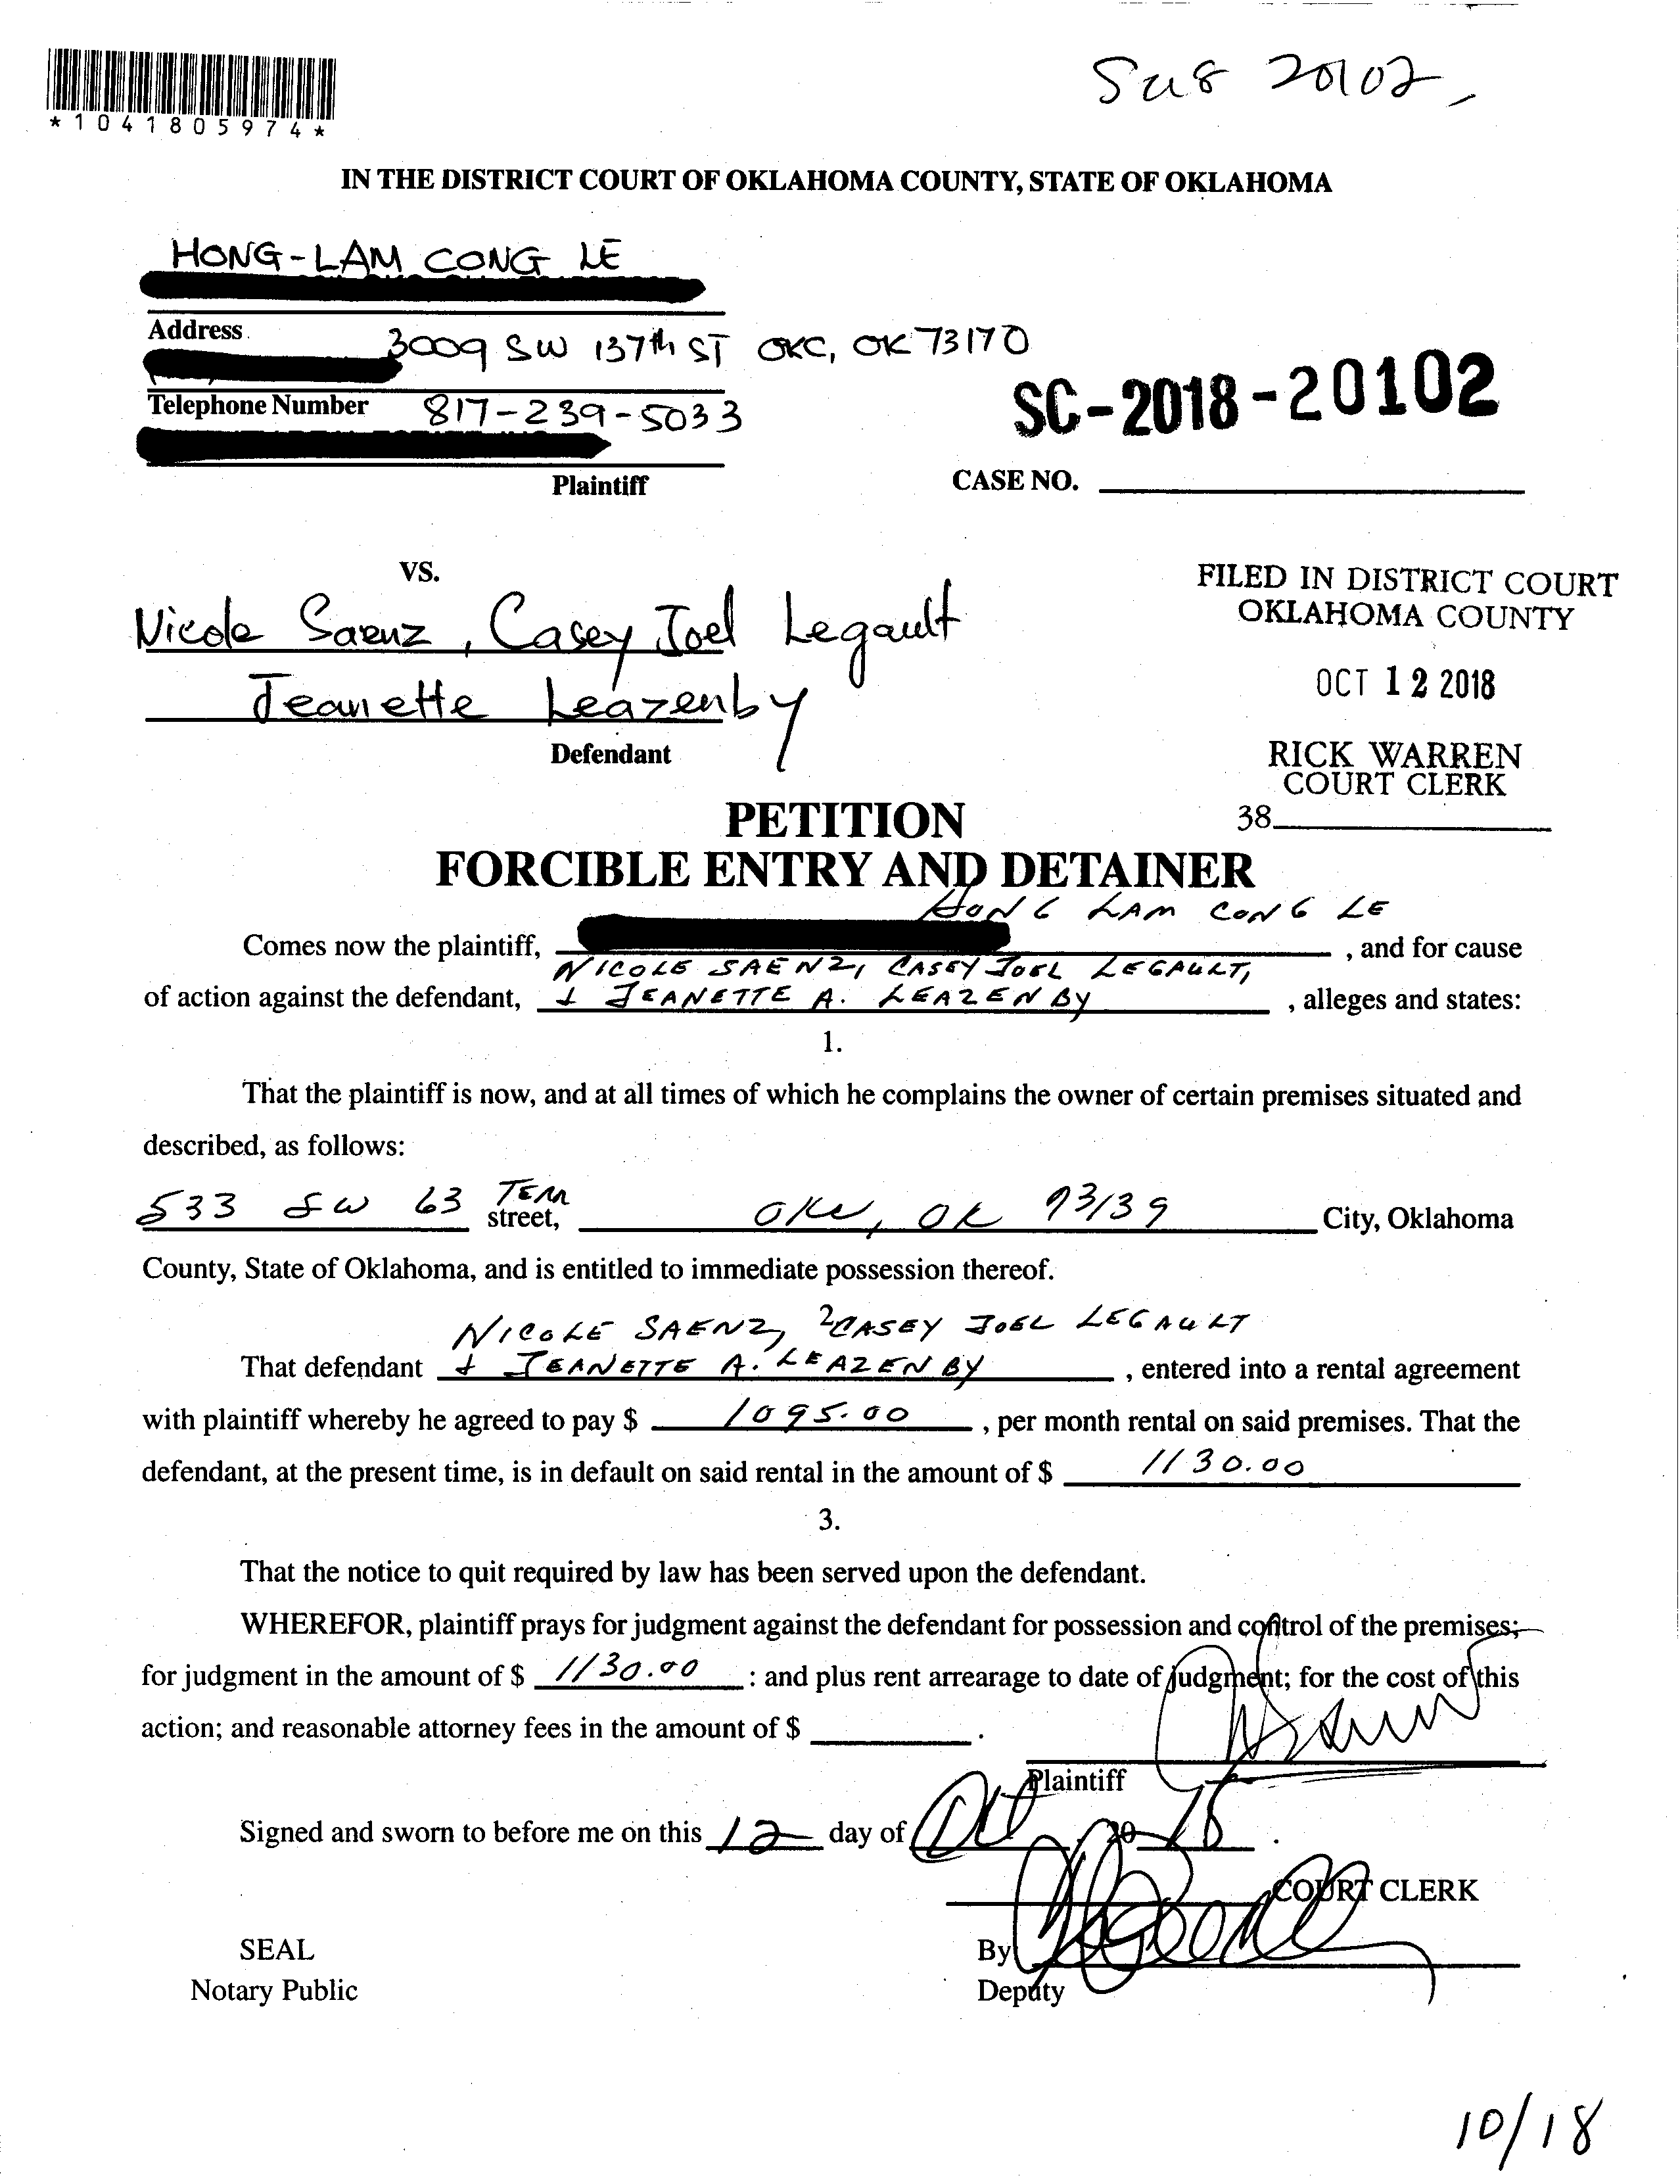 Su8 20102
*1041805974*
IN THE DISTRICT COURT OF OKLAHOMA COUNTY, STATE OF OKLAHOMA
HONG-LAM CONG LE
Address
3009 SW 137th ST OKC, OK 73170
Telephone Number 817-239-5033
SC-2018-20102
Plaintiff
CASE NO.
VS.
Nicole Saenz, Casey Joel Legault
Jeanette Leazenby
Defendant
FILED IN DISTRICT COURT
OKLAHOMA COUNTY
OCT 12 2018
RICK WARREN
COURT CLERK
38
PETITION
FORCIBLE ENTRY AND DETAINER
HONG LAM CONG LE
Comes now the plaintiff, , and for cause
NICOLE SAENZ, CASEY JOEL LEGAULT,
of action against the defendant, & JEANETTE A. LEAZENBY , alleges and states:
1.
That the plaintiff is now, and at all times of which he complains the owner of certain premises situated and
described, as follows:
533 SW 63 TERR street, OKC, OK 73139 City, Oklahoma
County, State of Oklahoma, and is entitled to immediate possession thereof.
2
NICOLE SAENZ, CASEY JOEL LEGAULT
That defendant & JEANETTE A. LEAZENBY , entered into a rental agreement
with plaintiff whereby he agreed to pay $ 1095.00 , per month rental on said premises. That the
defendant, at the present time, is in default on said rental in the amount of $ 1130.00
3.
That the notice to quit required by law has been served upon the defendant.
WHEREFOR, plaintiff prays for judgment against the defendant for possession and control of the premises;
for judgment in the amount of $ 1130.00 : and plus rent arrearage to date of judgment; for the cost of this
action; and reasonable attorney fees in the amount of $ .
Plaintiff
Signed and sworn to before me on this 12 day of Oct, 20 18.
COURT CLERK
SEAL
By
Notary Public
Deputy
10/18